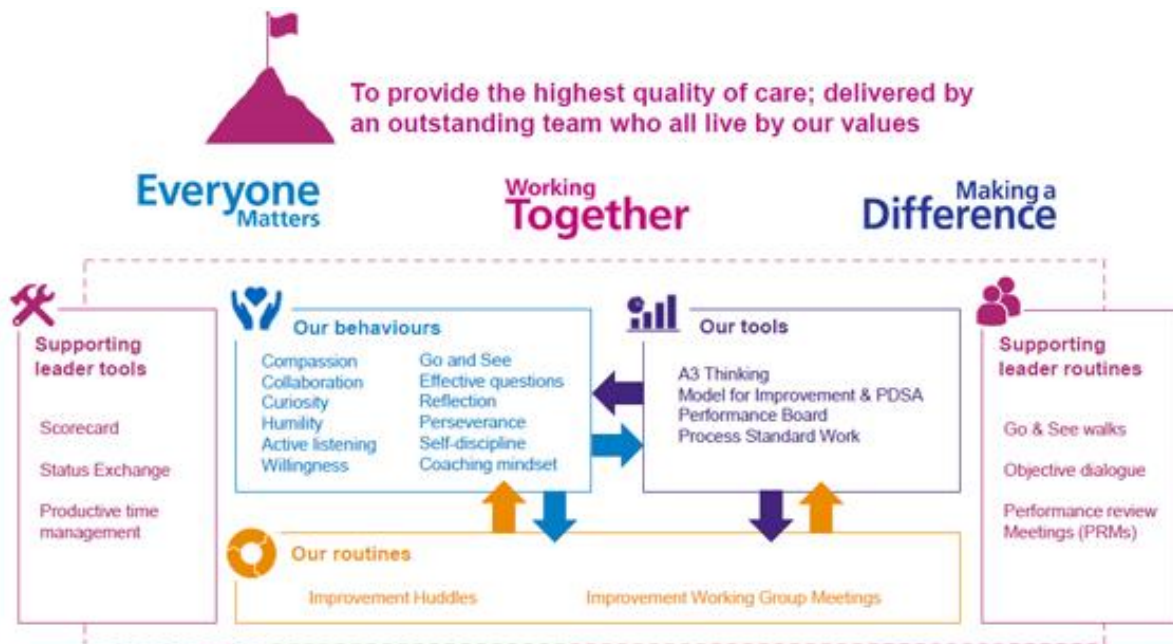 To provide the highest quality of care; delivered by
an outstanding team who all live by our values
Everyone
Matters
Working
Together
Making a
Difference
Supporting
leader tools
Scorecard
Status Exchange
Productive time
management
Our behaviours
Compassion
Collaboration
Curiosity
Humility
Active listening
Willingness
Go and See
Effective questions
Reflection
Perseverance
Self-discipline
Coaching mindset
Our tools
A3 Thinking
Model for Improvement & PDSA
Performance Board
Process Standard Work
Supporting
leader routines
Go & See walks
Objective dialogue
Performance review
Meetings (PRMs)
Our routines
Improvement Huddles
Improvement Working Group Meetings